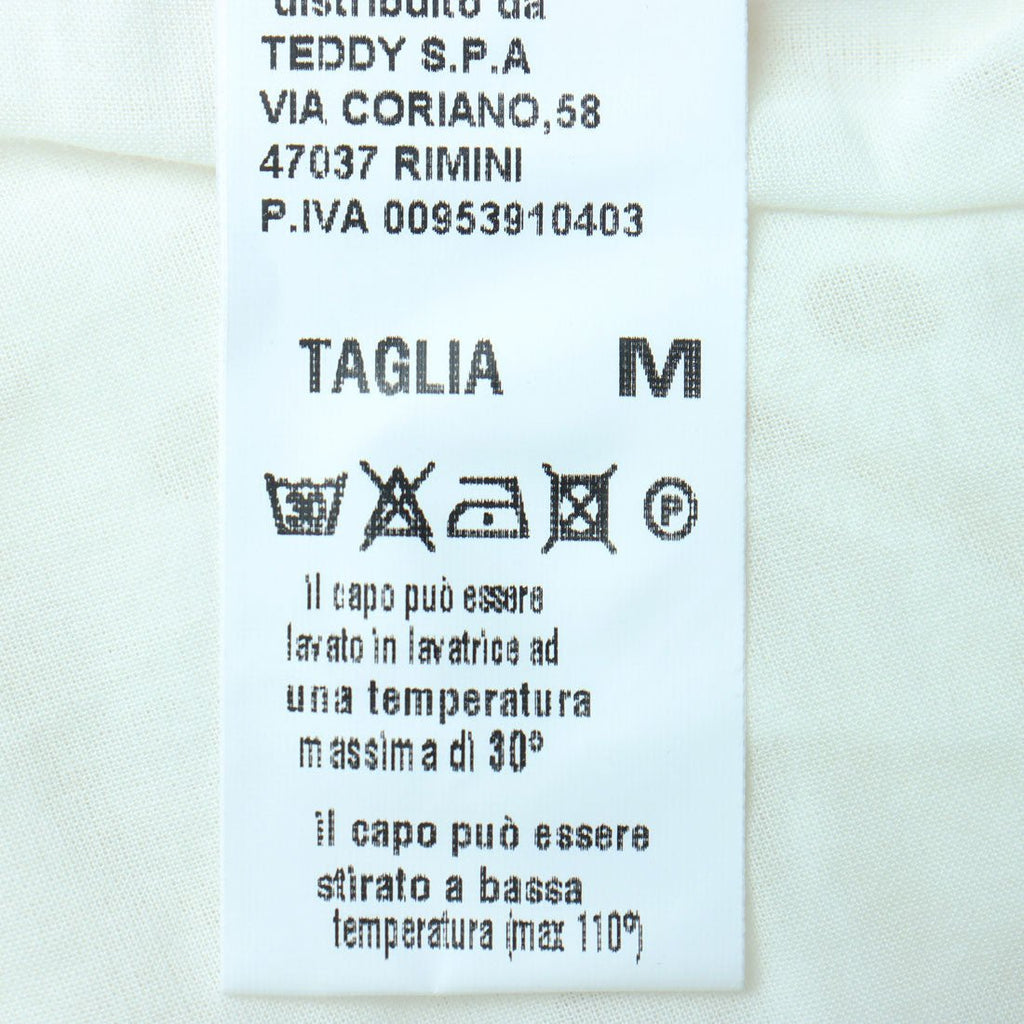 distribuito da
TEDDY S.P.A
VIA CORIANO,58
47037 RIMINI
P.IVA 00953910403
TAGLIA M
30 P
il capo può essere
lavato in lavatrice ad
una temperatura
massima di 30°
il capo può essere
stirato a bassa
temperatura (max 110°)